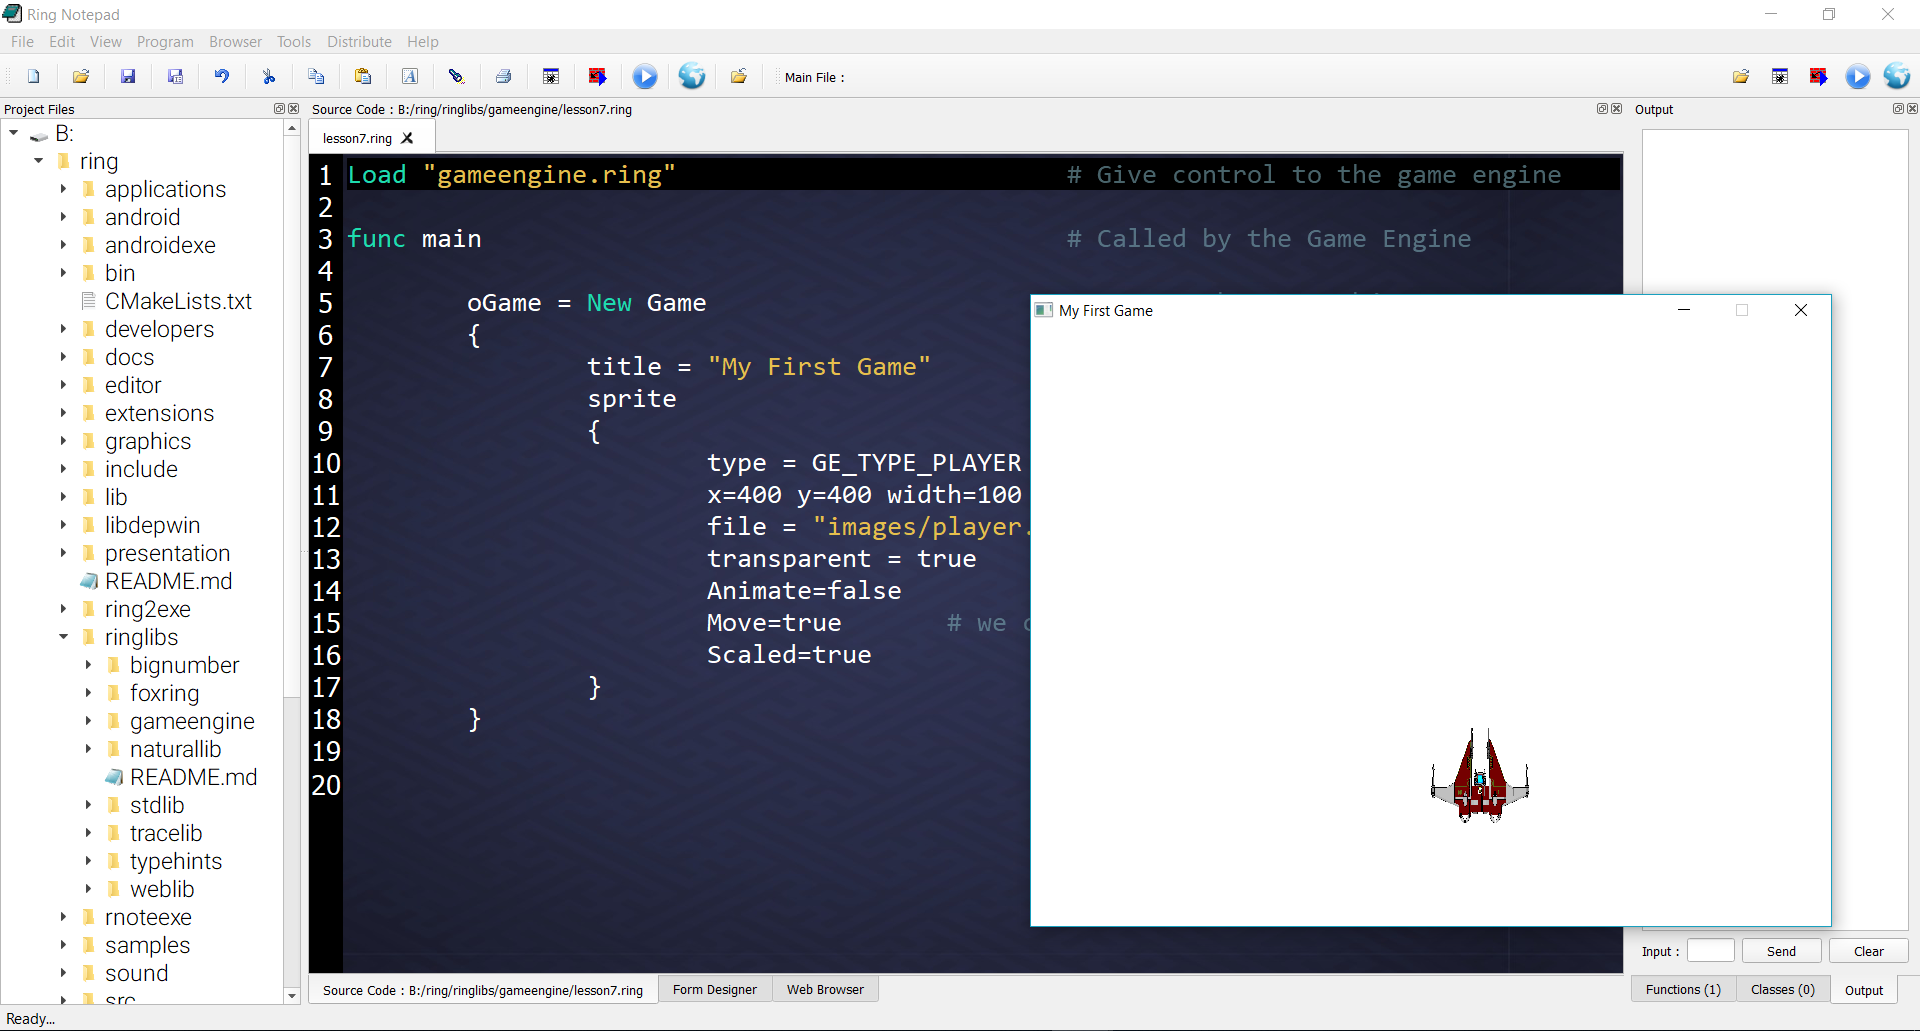 Ring Notepad
File Edit View Program Browser Tools Distribute Help
Main File :
Project Files
B:
ring
applications
android
androidexe
bin
CMakeLists.txt
developers
docs
editor
extensions
graphics
include
lib
libdepwin
presentation
README.md
ring2exe
ringlibs
bignumber
foxring
gameengine
naturallib
README.md
stdlib
tracelib
typehints
weblib
rnoteexe
samples
sound
src
Source Code : B:/ring/ringlibs/gameengine/lesson7.ring
lesson7.ring
1 Load "gameengine.ring" # Give control to the game engine
2
3 func main # Called by the Game Engine
4
5 oGame = New Game
6 {
7 title = "My First Game"
8 sprite
9 {
10 type = GE_TYPE_PLAYER
11 x=400 y=400 width=100
12 file = "images/player.
13 transparent = true
14 Animate=false
15 Move=true # we
16 Scaled=true
17 }
18 }
19
20
My First Game
Source Code : B:/ring/ringlibs/gameengine/lesson7.ring Form Designer Web Browser
Output
Input : Send Clear
Functions (1) Classes (0) Output
Ready...